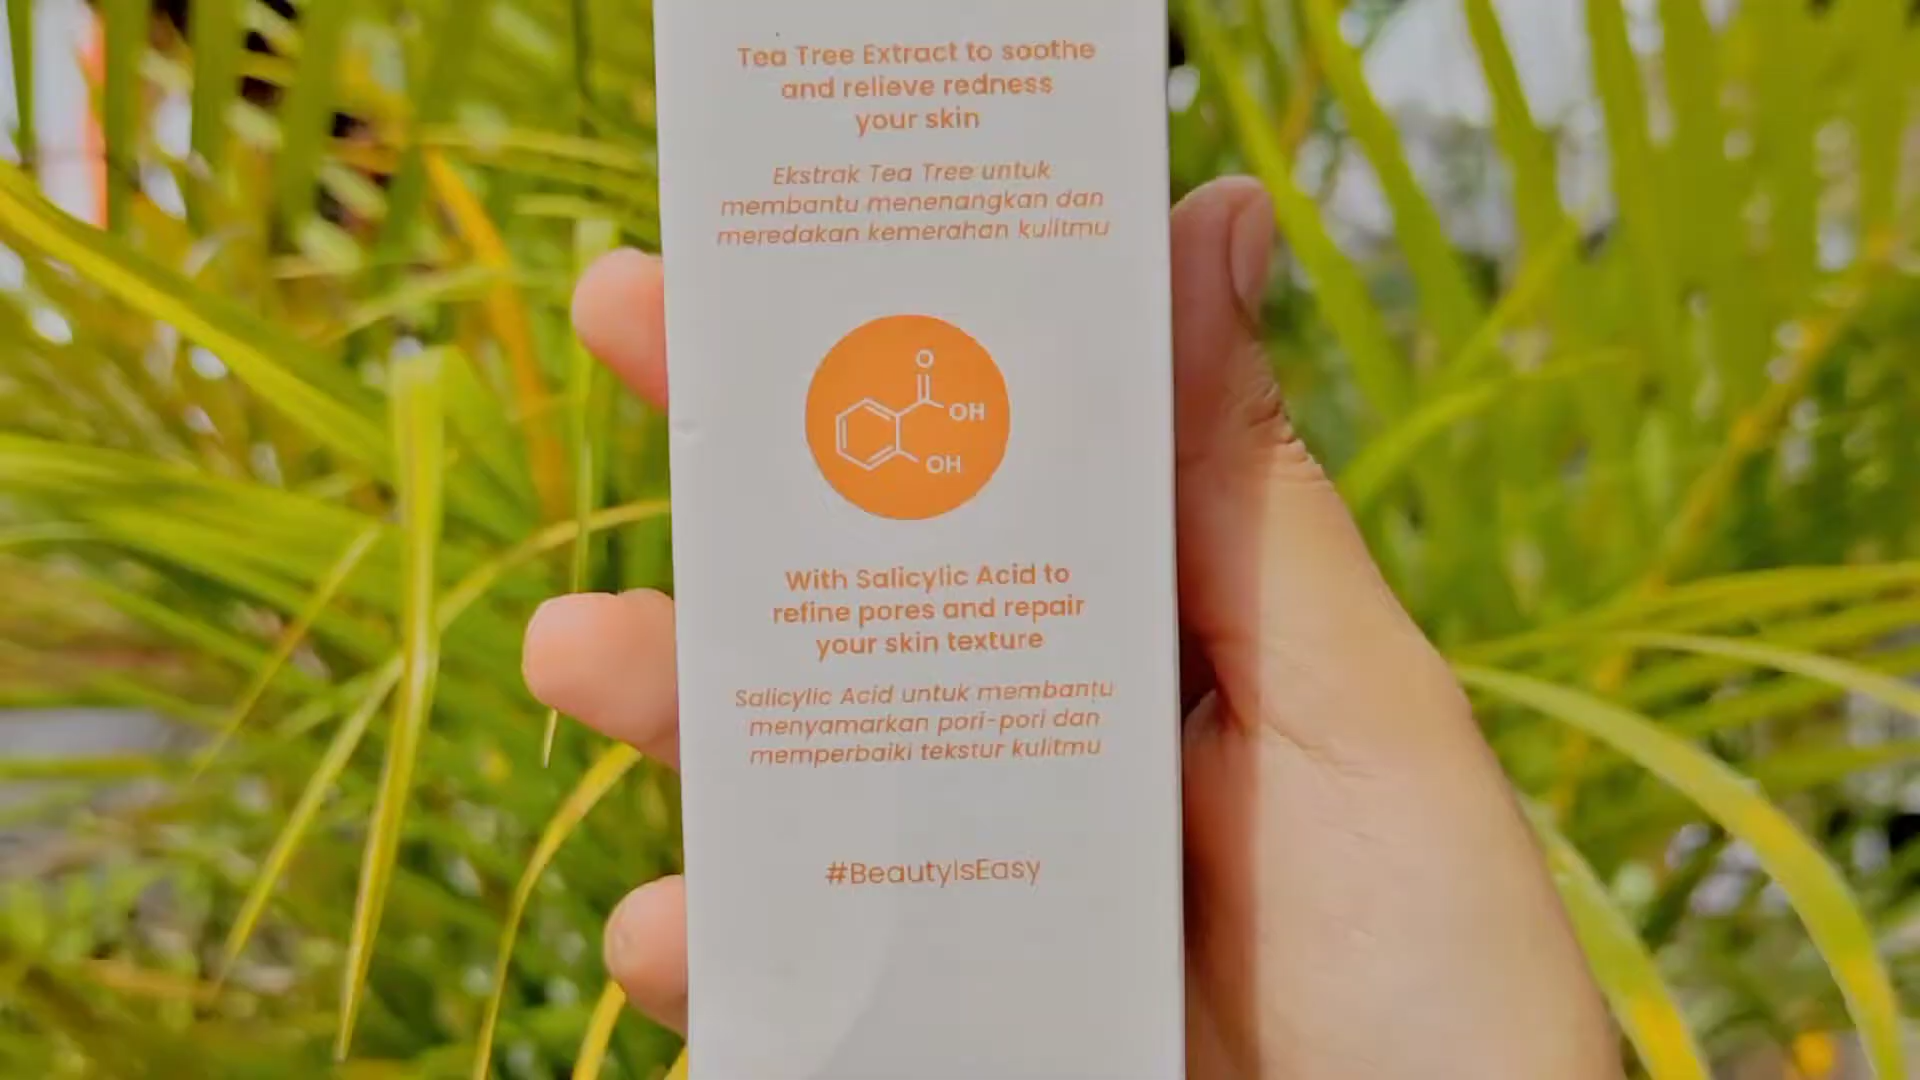 Tea Tree Extract to soothe
and relieve redness
your skin
Ekstrak Tea Tree untuk
membantu menenangkan dan
meredakan kemerahan kulitmu
O
OH
OH
With Salicylic Acid to
refine pores and repair
your skin texture
Salicylic Acid untuk membantu
menyamarkan pori-pori dan
memperbaiki tekstur kulitmu
#BeautyIsEasy